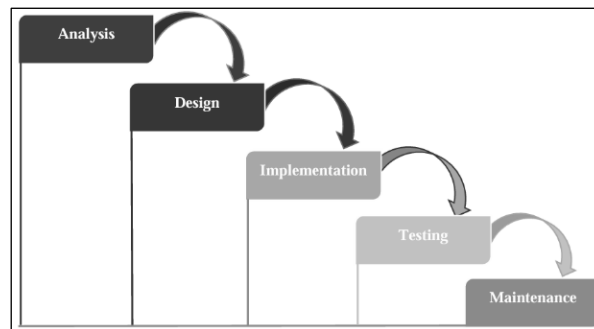 Analysis
Design
Implementation
Testing
Maintenance